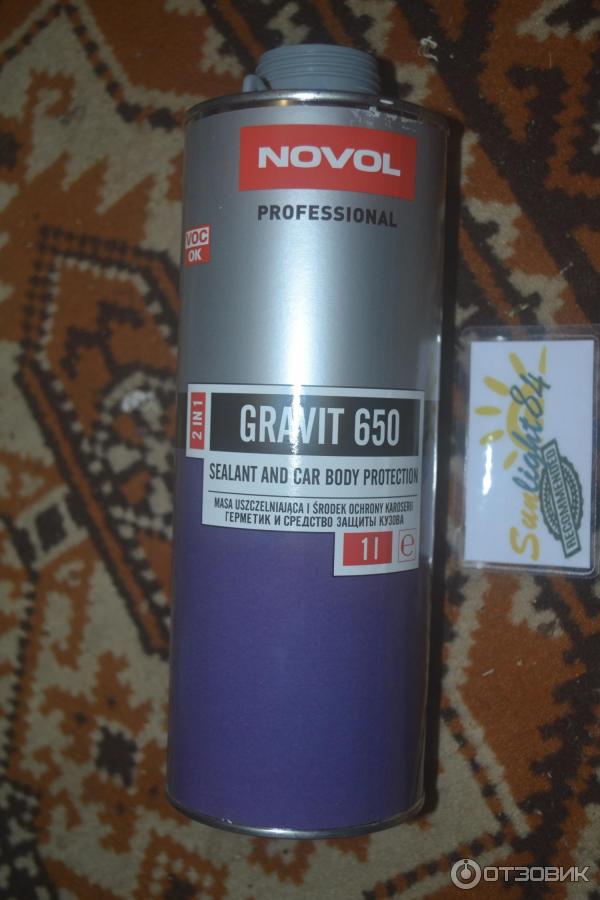 NOVOL
PROFESSIONAL
VOC
OK
2 IN 1
GRAVIT 650
SEALANT AND CAR BODY PROTECTION
MASA USZCZELNIAJĄCA I ŚRODEK OCHRONY KAROSERII
ГЕРМЕТИК И СРЕДСТВО ЗАЩИТЫ КУЗОВА
1 l e
Sunlight84
RECOMMENDED
ОТЗОВИК